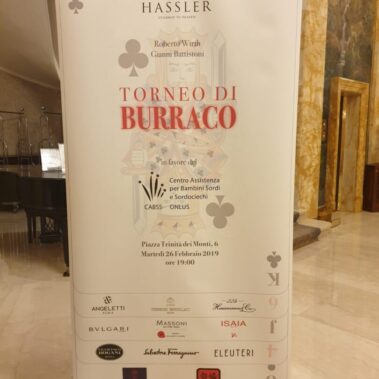 HASSLER
Roberto Wirth
Gianni Battistoni
TORNEO DI
BURRACO
in favore del
Centro Assistenza
per Bambini Sordi
e Sordociechi
CABSS ONLUS
Piazza Trinità dei Monti, 6
Martedì 26 Febbraio 2019
ore 19:00
ANGELETTI
BVLGARI
MASSONI
ISAIA
Salvatore Ferragamo
ELEUTERI
K
6
J
4